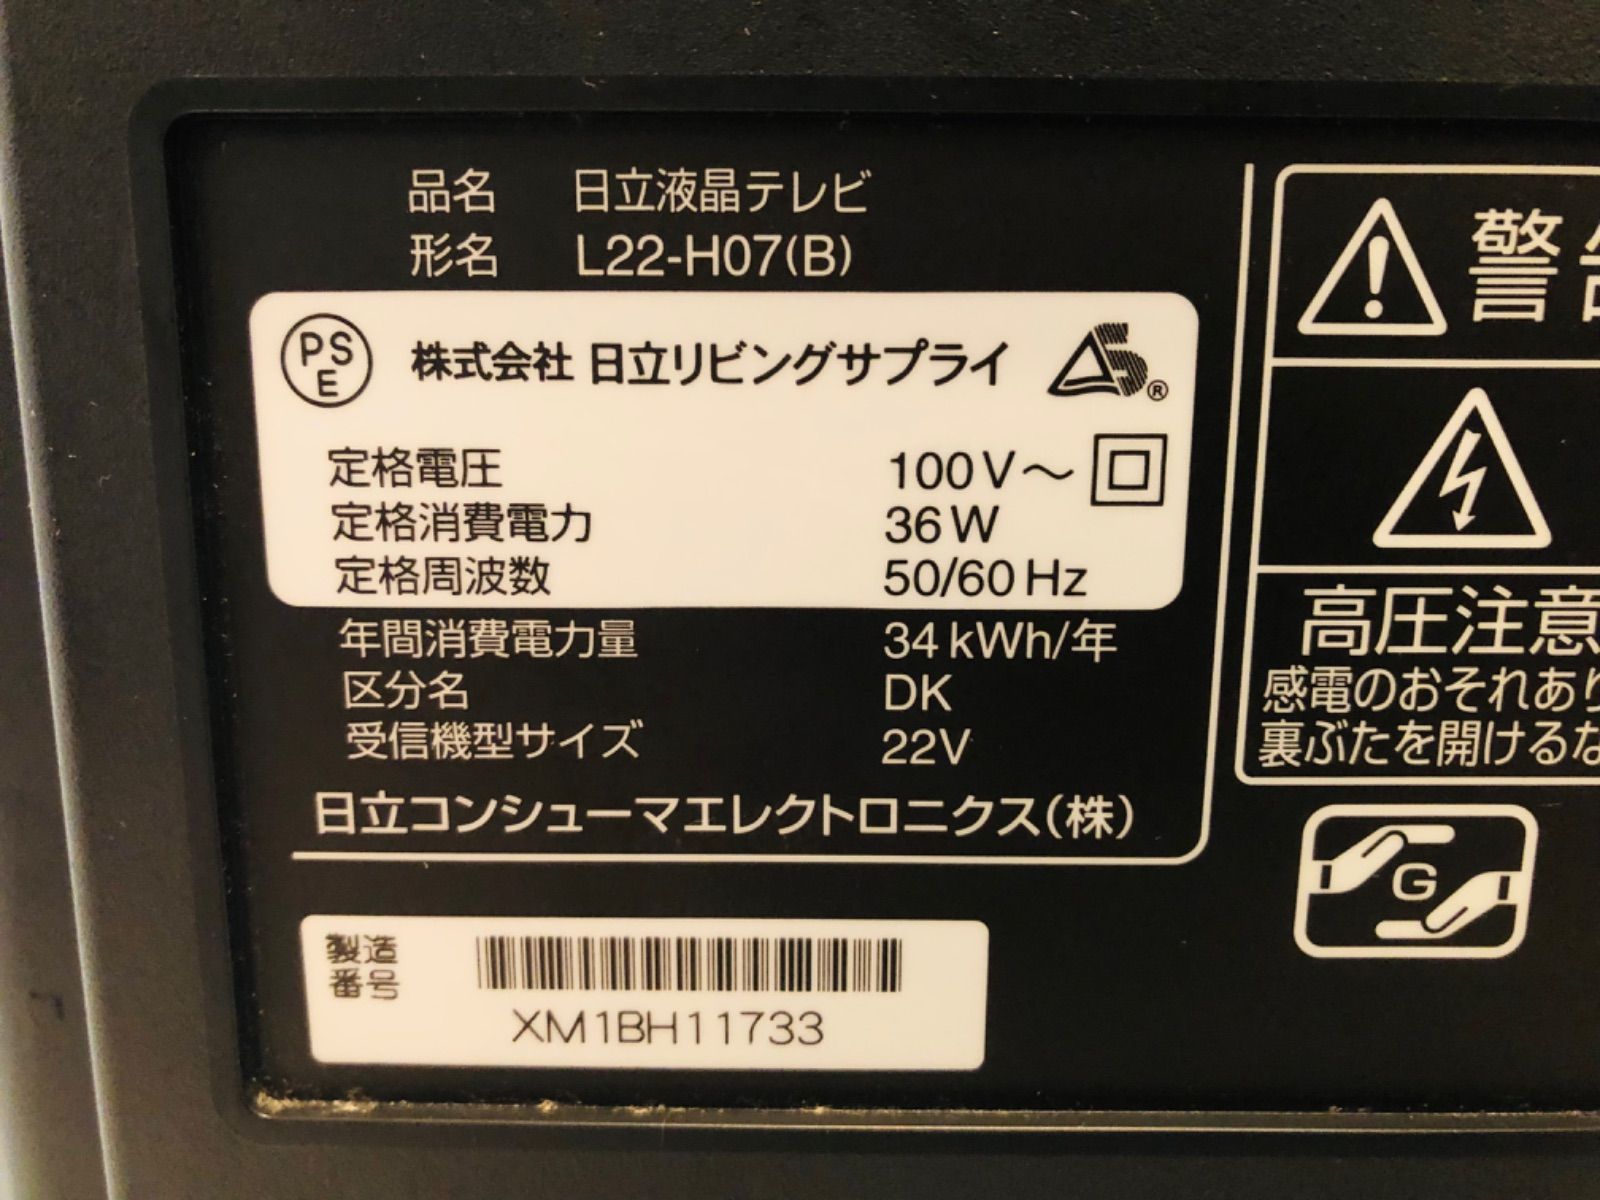 品名 日立液晶テレビ
形名 L22-H07(B)
PS
E
株式会社 日立リビングサプライ
S®
定格電圧 100V〜
定格消費電力 36W
定格周波数 50/60Hz
年間消費電力量 34kWh/年
区分名 DK
受信機型サイズ 22V
日立コンシューマエレクトロニクス(株)
製造
番号
XM1BH11733
警
高圧注意
感電のおそれあり
裏ぶたを開けるな
G